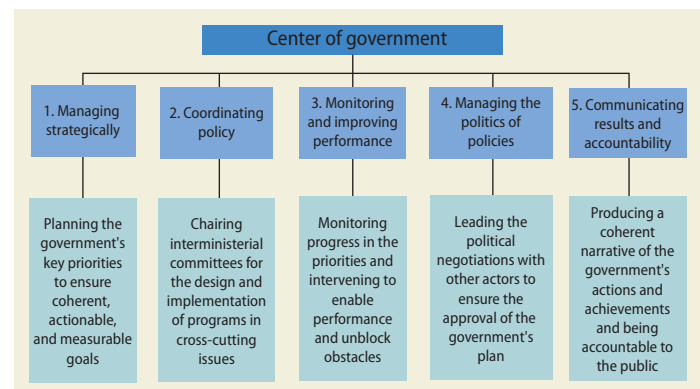 Center of government
1. Managing
strategically
2. Coordinating
policy
3. Monitoring
and improving
performance
4. Managing the
politics of
policies
5. Communicating
results and
accountability
Planning the
government's
key priorities
to ensure
coherent,
actionable,
and measurable
goals
Chairing
interministerial
committees for
the design and
implementation
of programs in
cross-cutting
issues
Monitoring
progress in the
priorities and
intervening to
enable
performance
and unblock
obstacles
Leading the
political
negotiations with
other actors to
ensure the
approval of the
government's
plan
Producing a
coherent
narrative of the
government's
actions and
achievements
and being
accountable to
the public